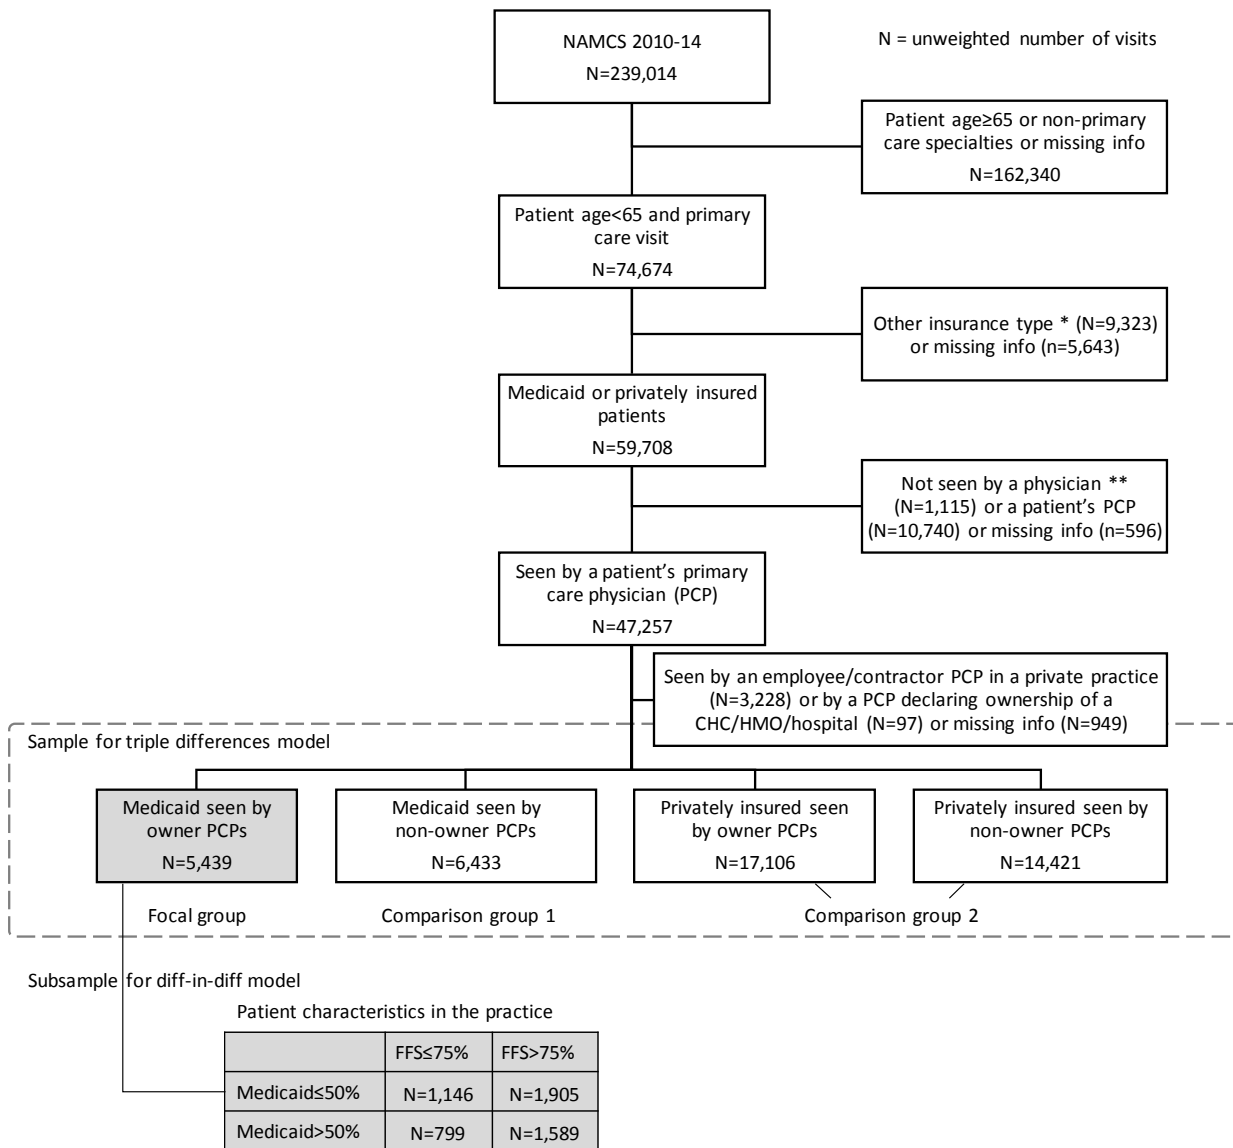 NAMCS 2010-14
N=239,014
N = unweighted number of visits
Patient age≥65 or non-primary
care specialties or missing info
N=162,340
Patient age<65 and primary
care visit
N=74,674
Other insurance type * (N=9,323)
or missing info (n=5,643)
Medicaid or privately insured
patients
N=59,708
Not seen by a physician **
(N=1,115) or a patient's PCP
(N=10,740) or missing info (n=596)
Seen by a patient's primary
care physician (PCP)
N=47,257
Seen by an employee/contractor PCP in a private practice
(N=3,228) or by a PCP declaring ownership of a
CHC/HMO/hospital (N=97) or missing info (N=949)
Sample for triple differences model
Medicaid seen by
owner PCPs
N=5,439
Medicaid seen by
non-owner PCPs
N=6,433
Privately insured seen
by owner PCPs
N=17,106
Privately insured seen by
non-owner PCPs
N=14,421
Focal group
Comparison group 1
Comparison group 2
Subsample for diff-in-diff model
Patient characteristics in the practice
FFS≤75% FFS>75%
Medicaid≤50% N=1,146 N=1,905
Medicaid>50% N=799 N=1,589